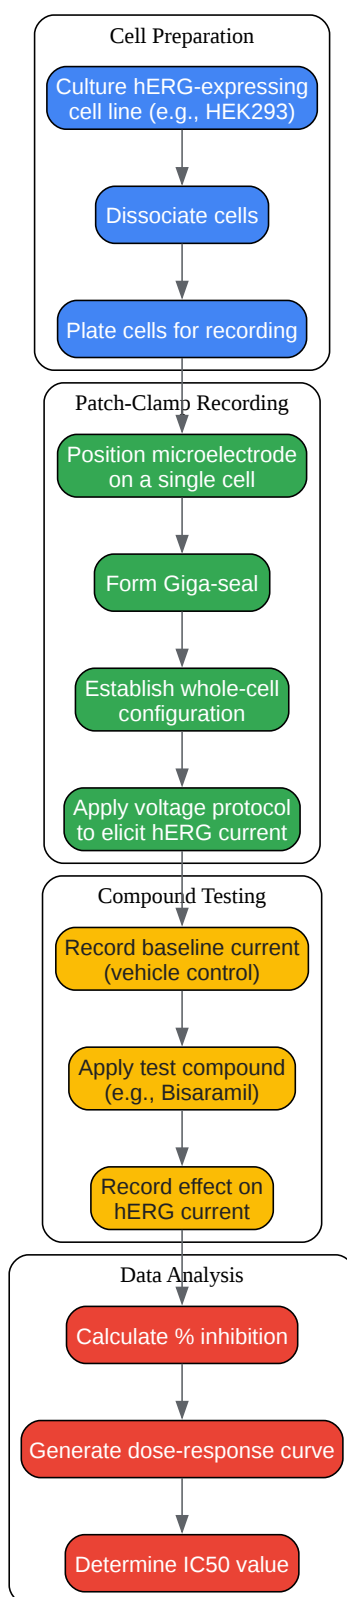 Cell Preparation
Culture hERG-expressing
cell line (e.g., HEK293)
Dissociate cells
Plate cells for recording
Patch-Clamp Recording
Position microelectrode
on a single cell
Form Giga-seal
Establish whole-cell
configuration
Apply voltage protocol
to elicit hERG current
Compound Testing
Record baseline current
(vehicle control)
Apply test compound
(e.g., Bisaramil)
Record effect on
hERG current
Data Analysis
Calculate % inhibition
Generate dose-response curve
Determine IC50 value